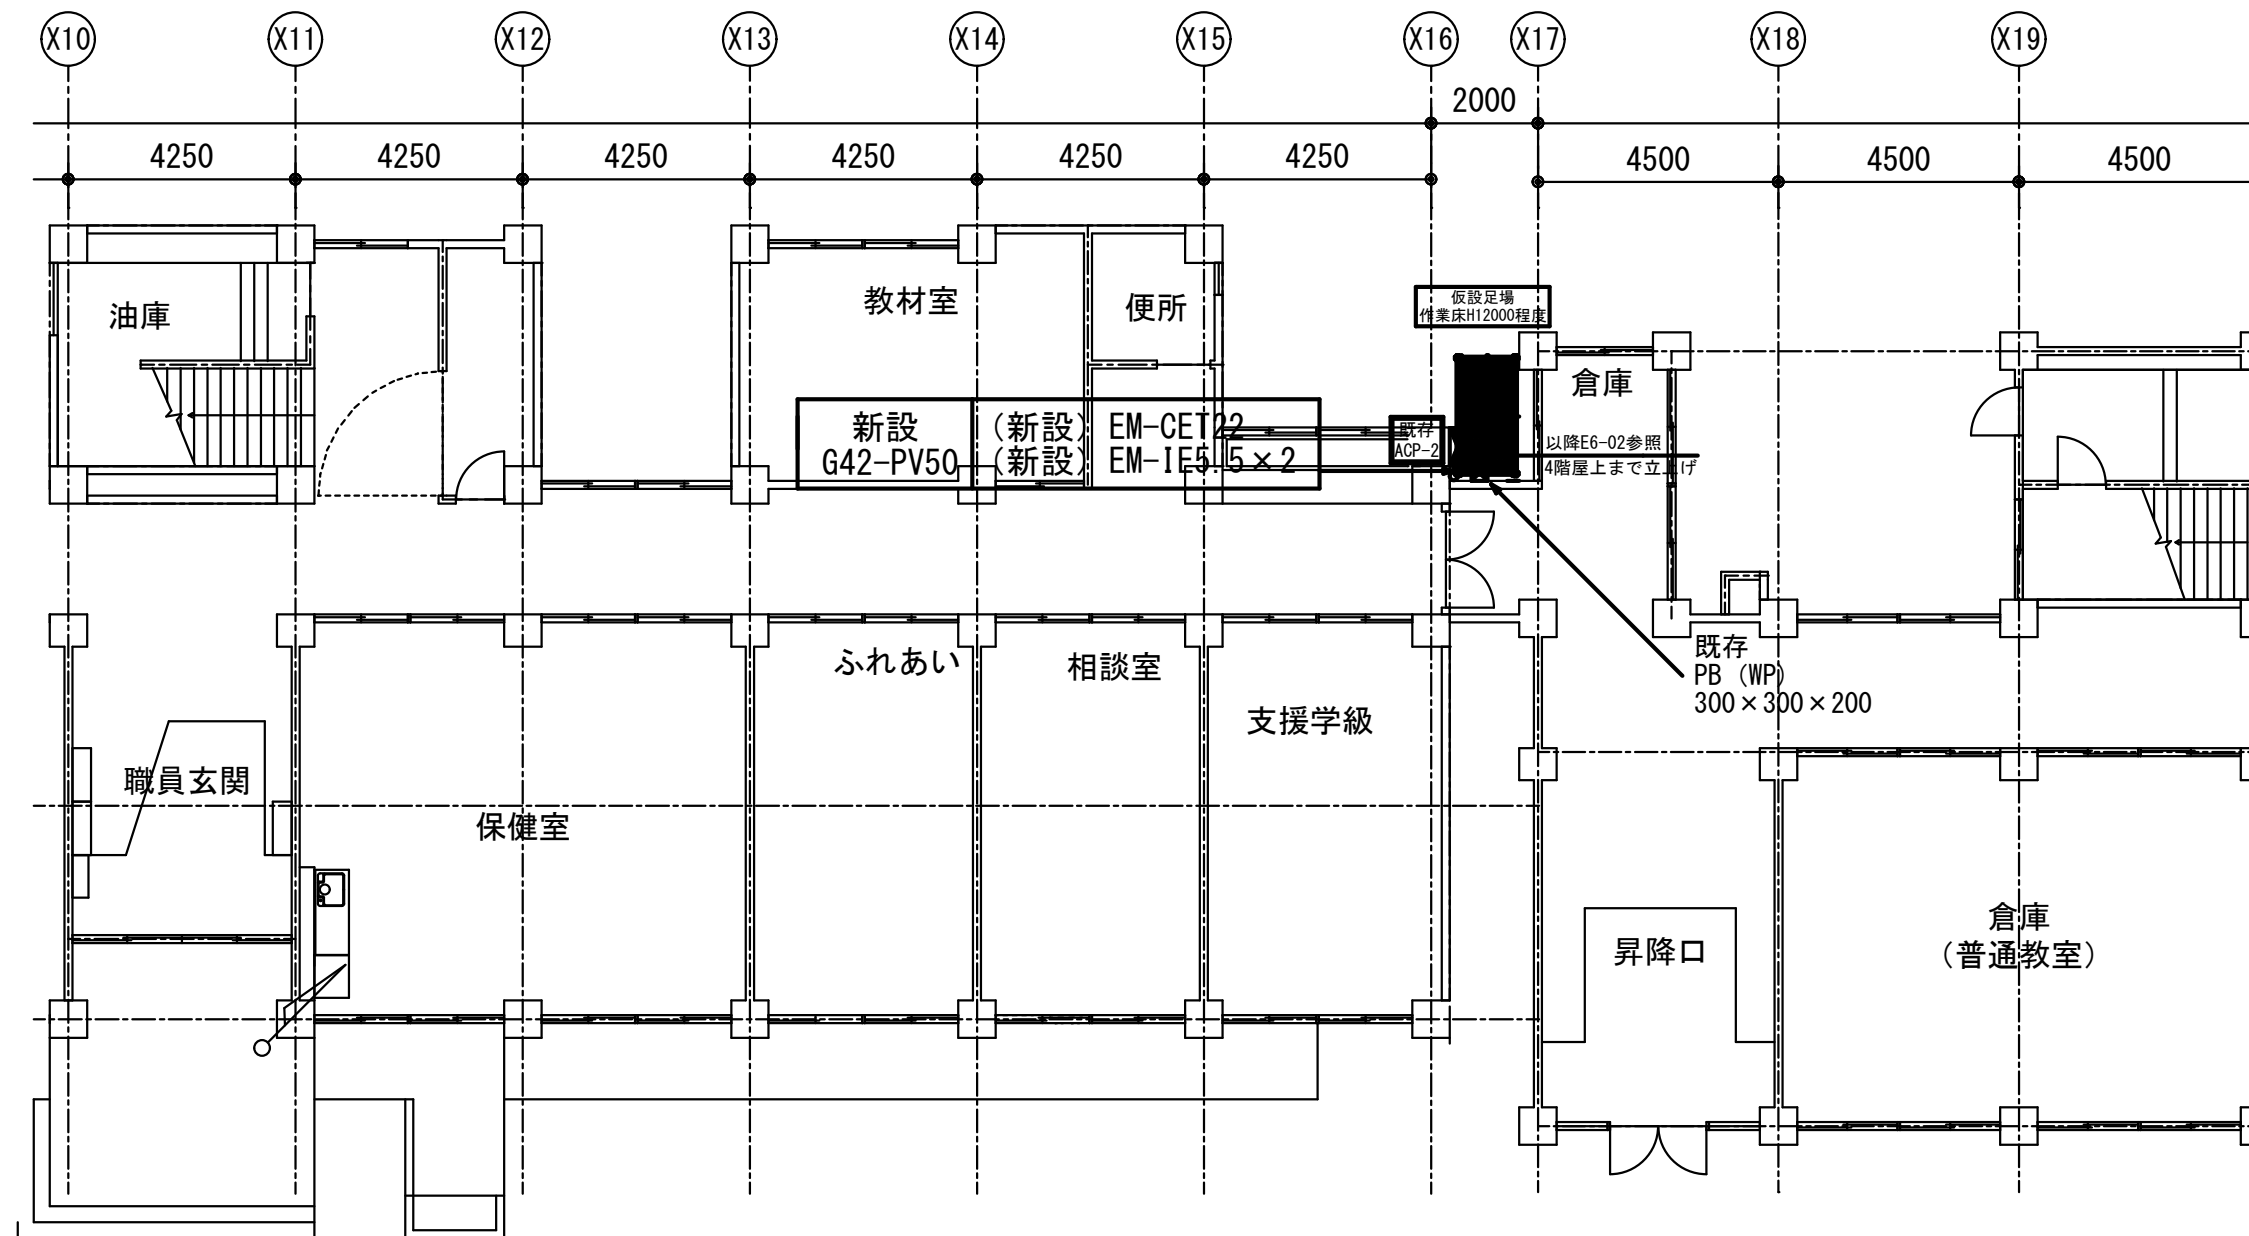 X10 X11 X12 X13 X14 X15 X16 X17 X18 X19
2000
4250 4250 4250 4250 4250 4250 4500 4500 4500
油庫
教材室
便所
仮設足場
作業床H12000程度
倉庫
新設 (新設) EM-CET22
G42-PV50 (新設) EM-IE5.5×2
既存
ACP-2
以降E6-02参照
4階屋上まで立上げ
既存
PB (WP)
300×300×200
ふれあい
相談室
支援学級
職員玄関
保健室
昇降口
倉庫
(普通教室)